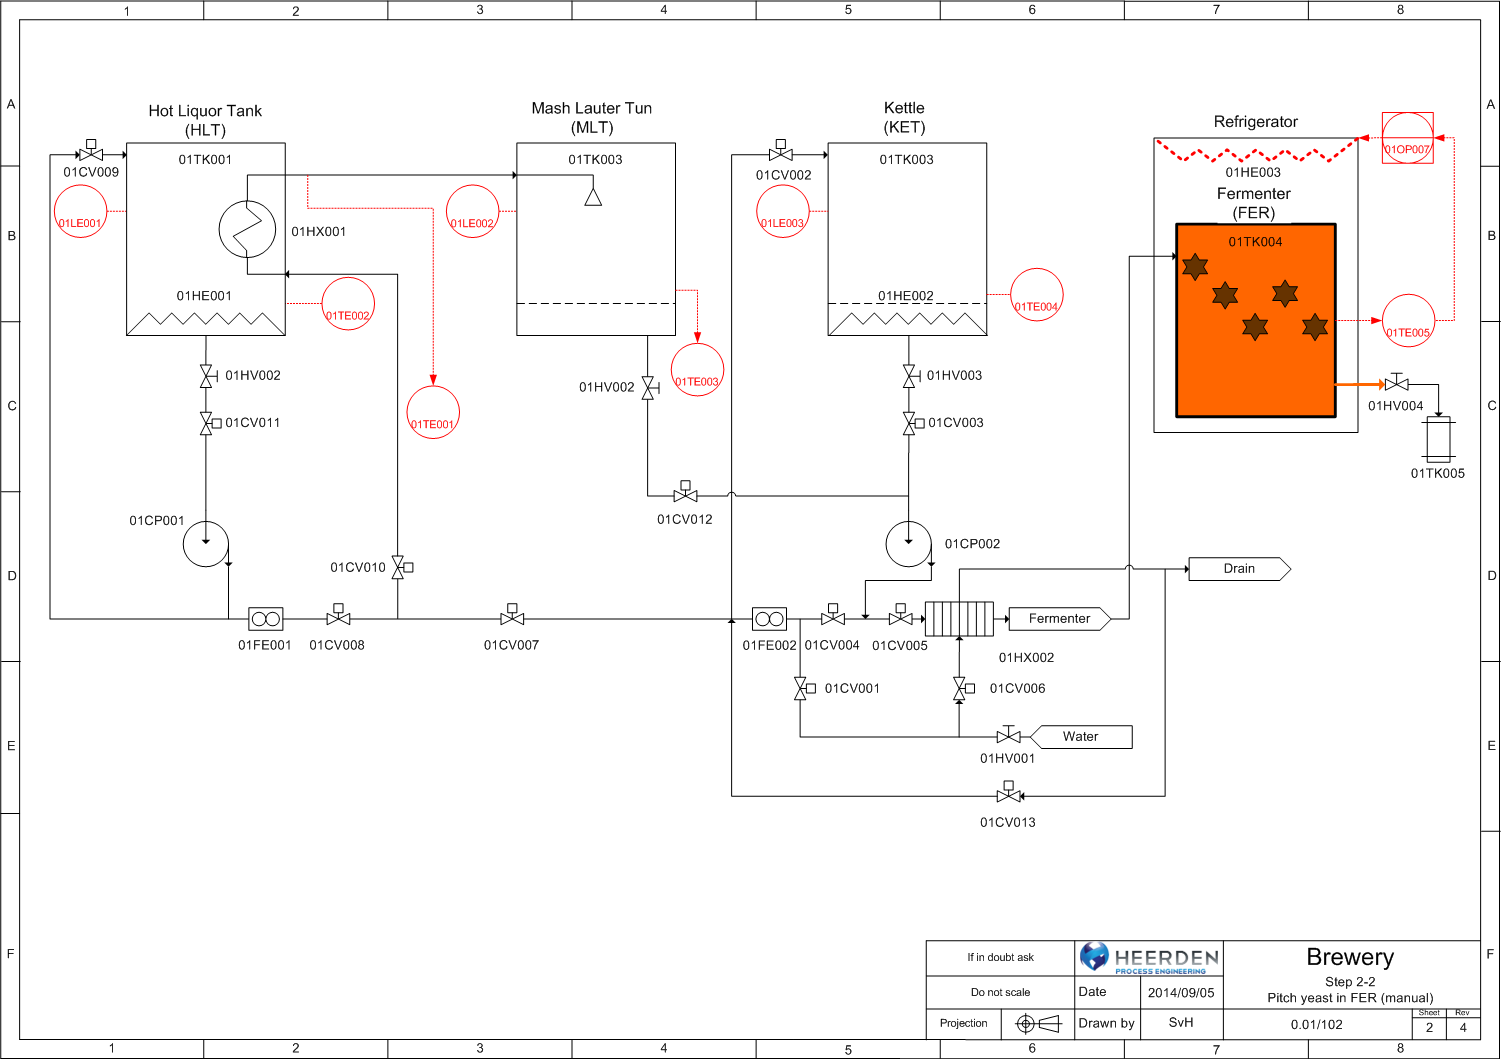 1 2 3 4 5 6 7 8
A A
B B
C C
D D
E E
F F
Hot Liquor Tank
(HLT)
01TK001
01CV009
01LE001
01HX001
01HE001
01TE002
01HV002
01CV011
01TE001
01CP001
01CV010
01FE001
01CV008
01CV007
Mash Lauter Tun
(MLT)
01TK003
01LE002
01TE003
01HV002
01CV012
Kettle
(KET)
01TK003
01CV002
01LE003
01HE002
01TE004
01HV003
01CV003
01CP002
01FE002
01CV004
01CV005
01HX002
01CV001
01CV006
01HV001
01CV013
Fermenter
Drain
Water
Refrigerator
01OP007
01HE003
Fermenter
(FER)
01TK004
01TE005
01HV004
01TK005
If in doubt ask
HEERDEN
PROCESS ENGINEERING
Brewery
Step 2-2
Pitch yeast in FER (manual)
Do not scale
Date
2014/09/05
Projection
Drawn by
SvH
0.01/102
Sheet
2
Rev
4
1 2 3 4 5 6 7 8